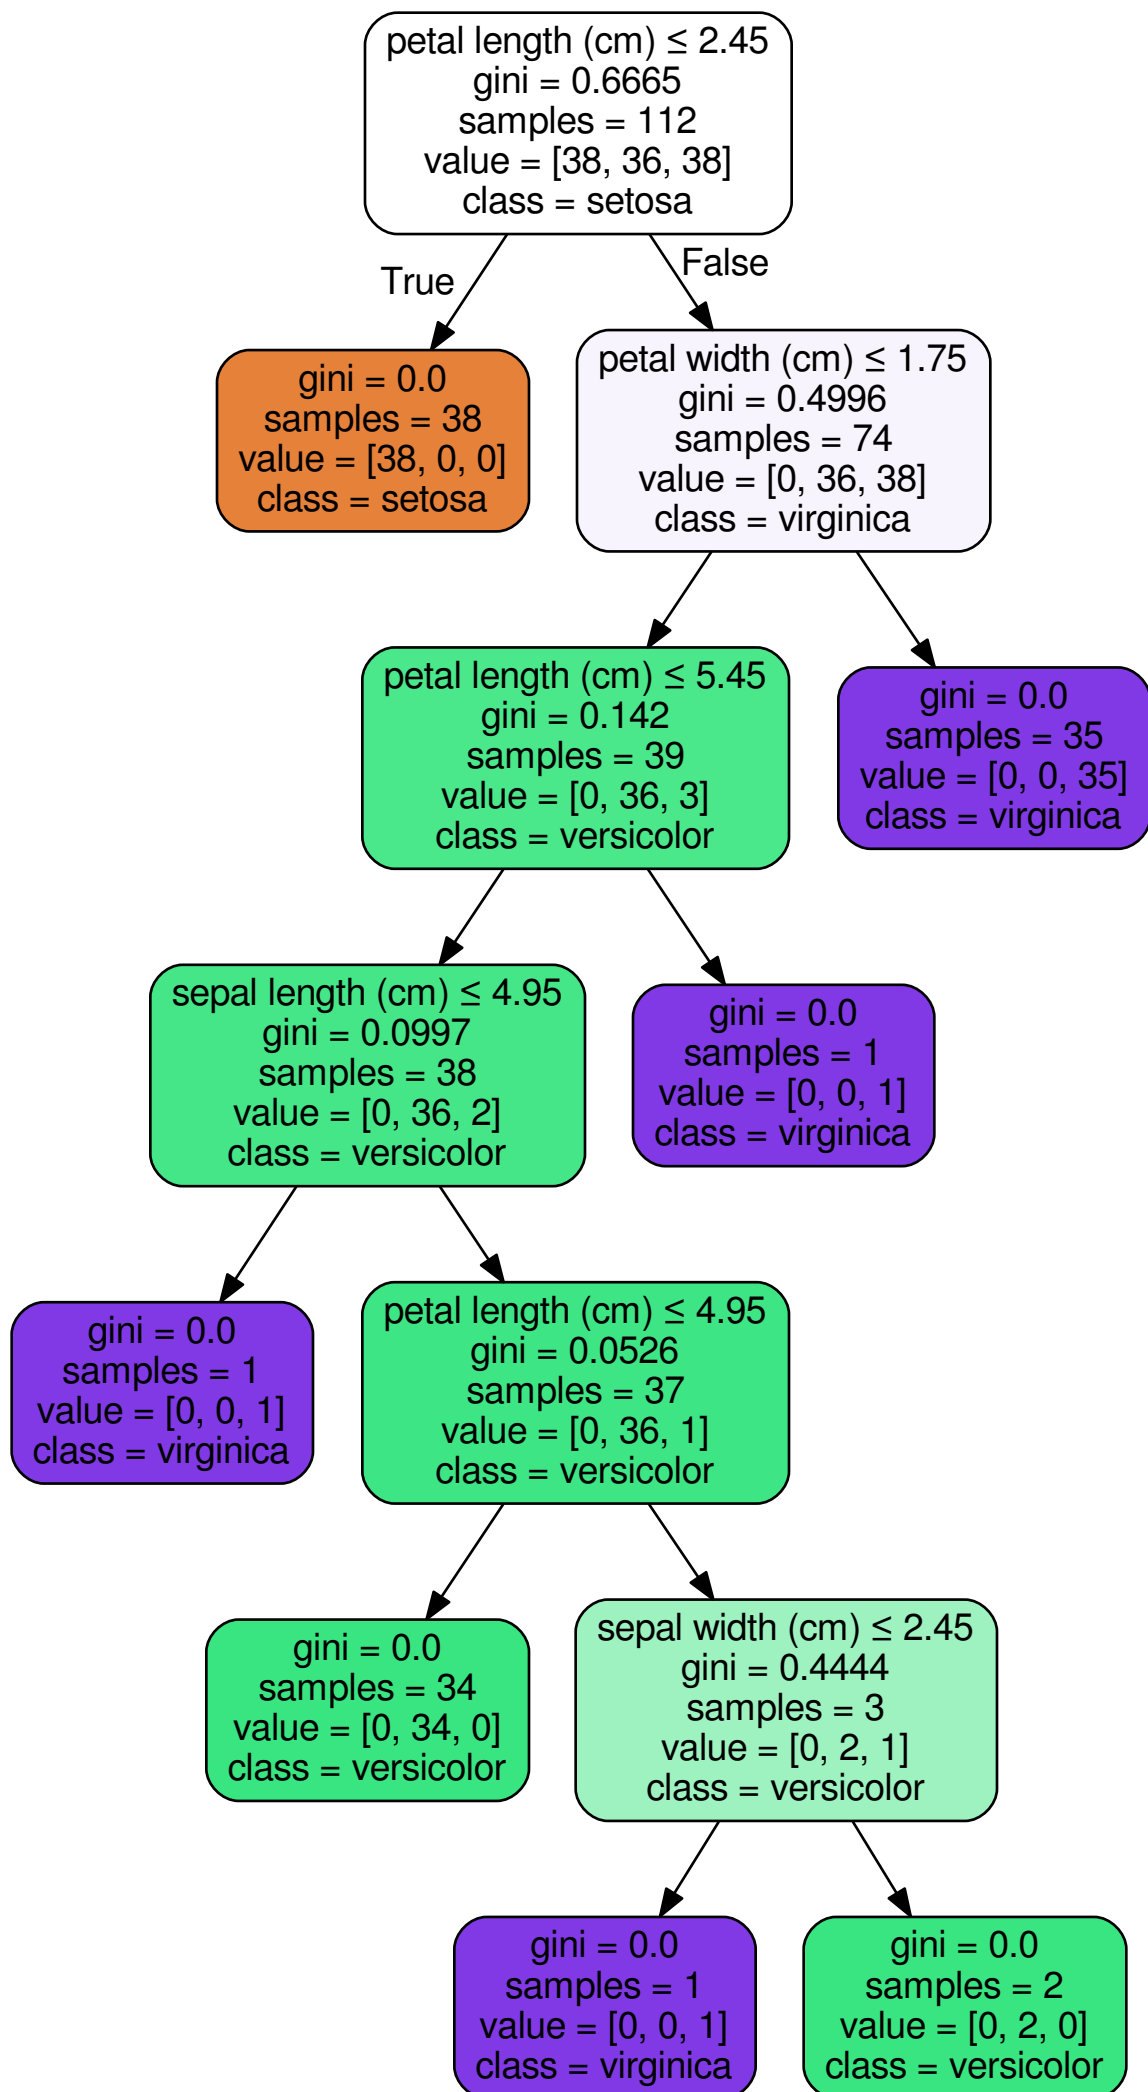 petal length (cm) ≤ 2.45
gini = 0.6665
samples = 112
value = [38, 36, 38]
class = setosa
True
False
gini = 0.0
samples = 38
value = [38, 0, 0]
class = setosa
petal width (cm) ≤ 1.75
gini = 0.4996
samples = 74
value = [0, 36, 38]
class = virginica
petal length (cm) ≤ 5.45
gini = 0.142
samples = 39
value = [0, 36, 3]
class = versicolor
gini = 0.0
samples = 35
value = [0, 0, 35]
class = virginica
sepal length (cm) ≤ 4.95
gini = 0.0997
samples = 38
value = [0, 36, 2]
class = versicolor
gini = 0.0
samples = 1
value = [0, 0, 1]
class = virginica
gini = 0.0
samples = 1
value = [0, 0, 1]
class = virginica
petal length (cm) ≤ 4.95
gini = 0.0526
samples = 37
value = [0, 36, 1]
class = versicolor
gini = 0.0
samples = 34
value = [0, 34, 0]
class = versicolor
sepal width (cm) ≤ 2.45
gini = 0.4444
samples = 3
value = [0, 2, 1]
class = versicolor
gini = 0.0
samples = 1
value = [0, 0, 1]
class = virginica
gini = 0.0
samples = 2
value = [0, 2, 0]
class = versicolor